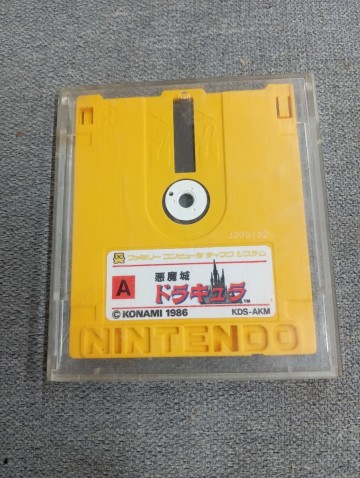 ファミリー コンピュータ ディスク システム
悪魔城
A
ドラキュラ
TM
© KONAMI 1986
KDS-AKM
NINTENDO